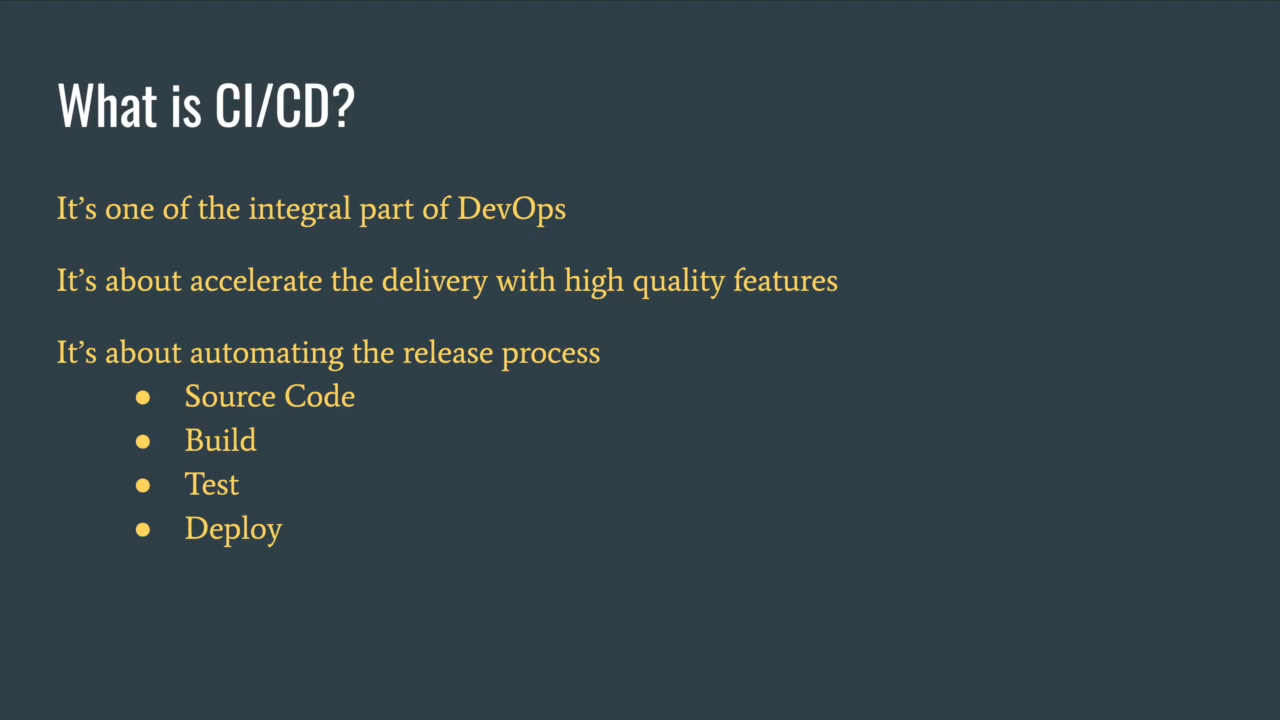 What is CI/CD?
It’s one of the integral part of DevOps
It’s about accelerate the delivery with high quality features
It’s about automating the release process
● Source Code
● Build
● Test
● Deploy